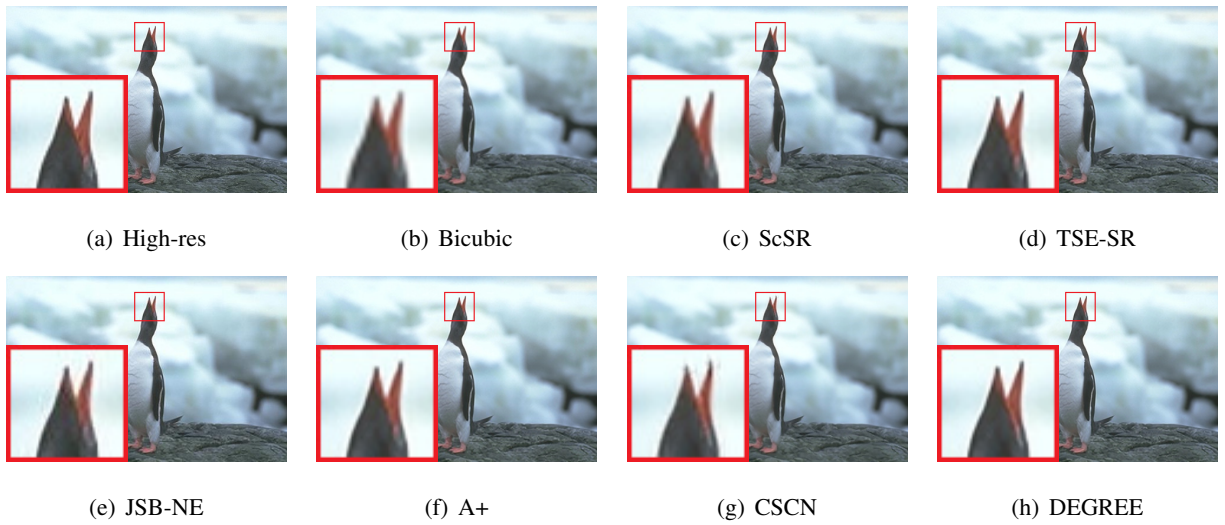 (a) High-res
(b) Bicubic
(c) ScSR
(d) TSE-SR
(e) JSB-NE
(f) A+
(g) CSCN
(h) DEGREE